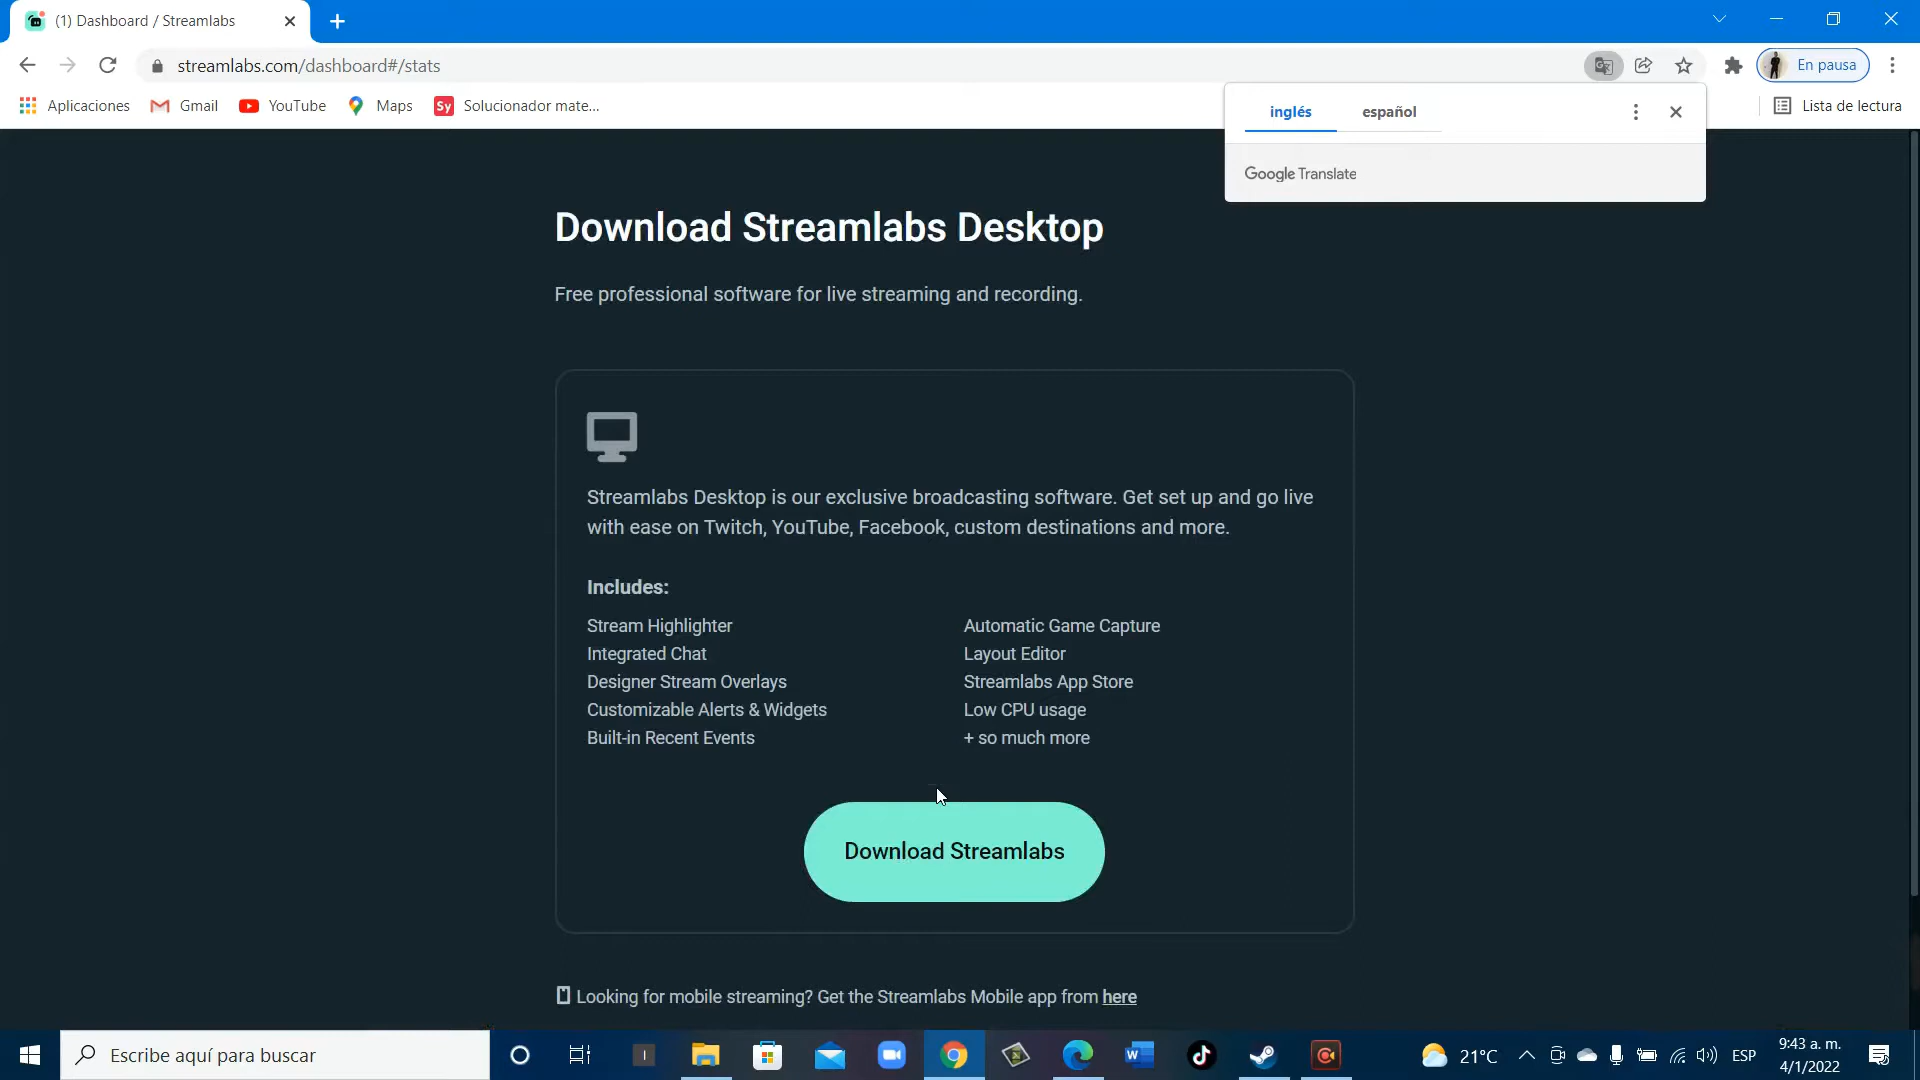 (1) Dashboard / Streamlabs
streamlabs.com/dashboard#/stats
En pausa
Aplicaciones
Gmail
YouTube
Maps
Sy
Solucionador mate...
Lista de lectura
inglés
español
Google Translate
Download Streamlabs Desktop
Free professional software for live streaming and recording.
Streamlabs Desktop is our exclusive broadcasting software. Get set up and go live
with ease on Twitch, YouTube, Facebook, custom destinations and more.
Includes:
Stream Highlighter
Integrated Chat
Designer Stream Overlays
Customizable Alerts & Widgets
Built-in Recent Events
Automatic Game Capture
Layout Editor
Streamlabs App Store
Low CPU usage
+ so much more
Download Streamlabs
Looking for mobile streaming? Get the Streamlabs Mobile app from here
Escribe aquí para buscar
21°C
ESP
9:43 a. m.
4/1/2022